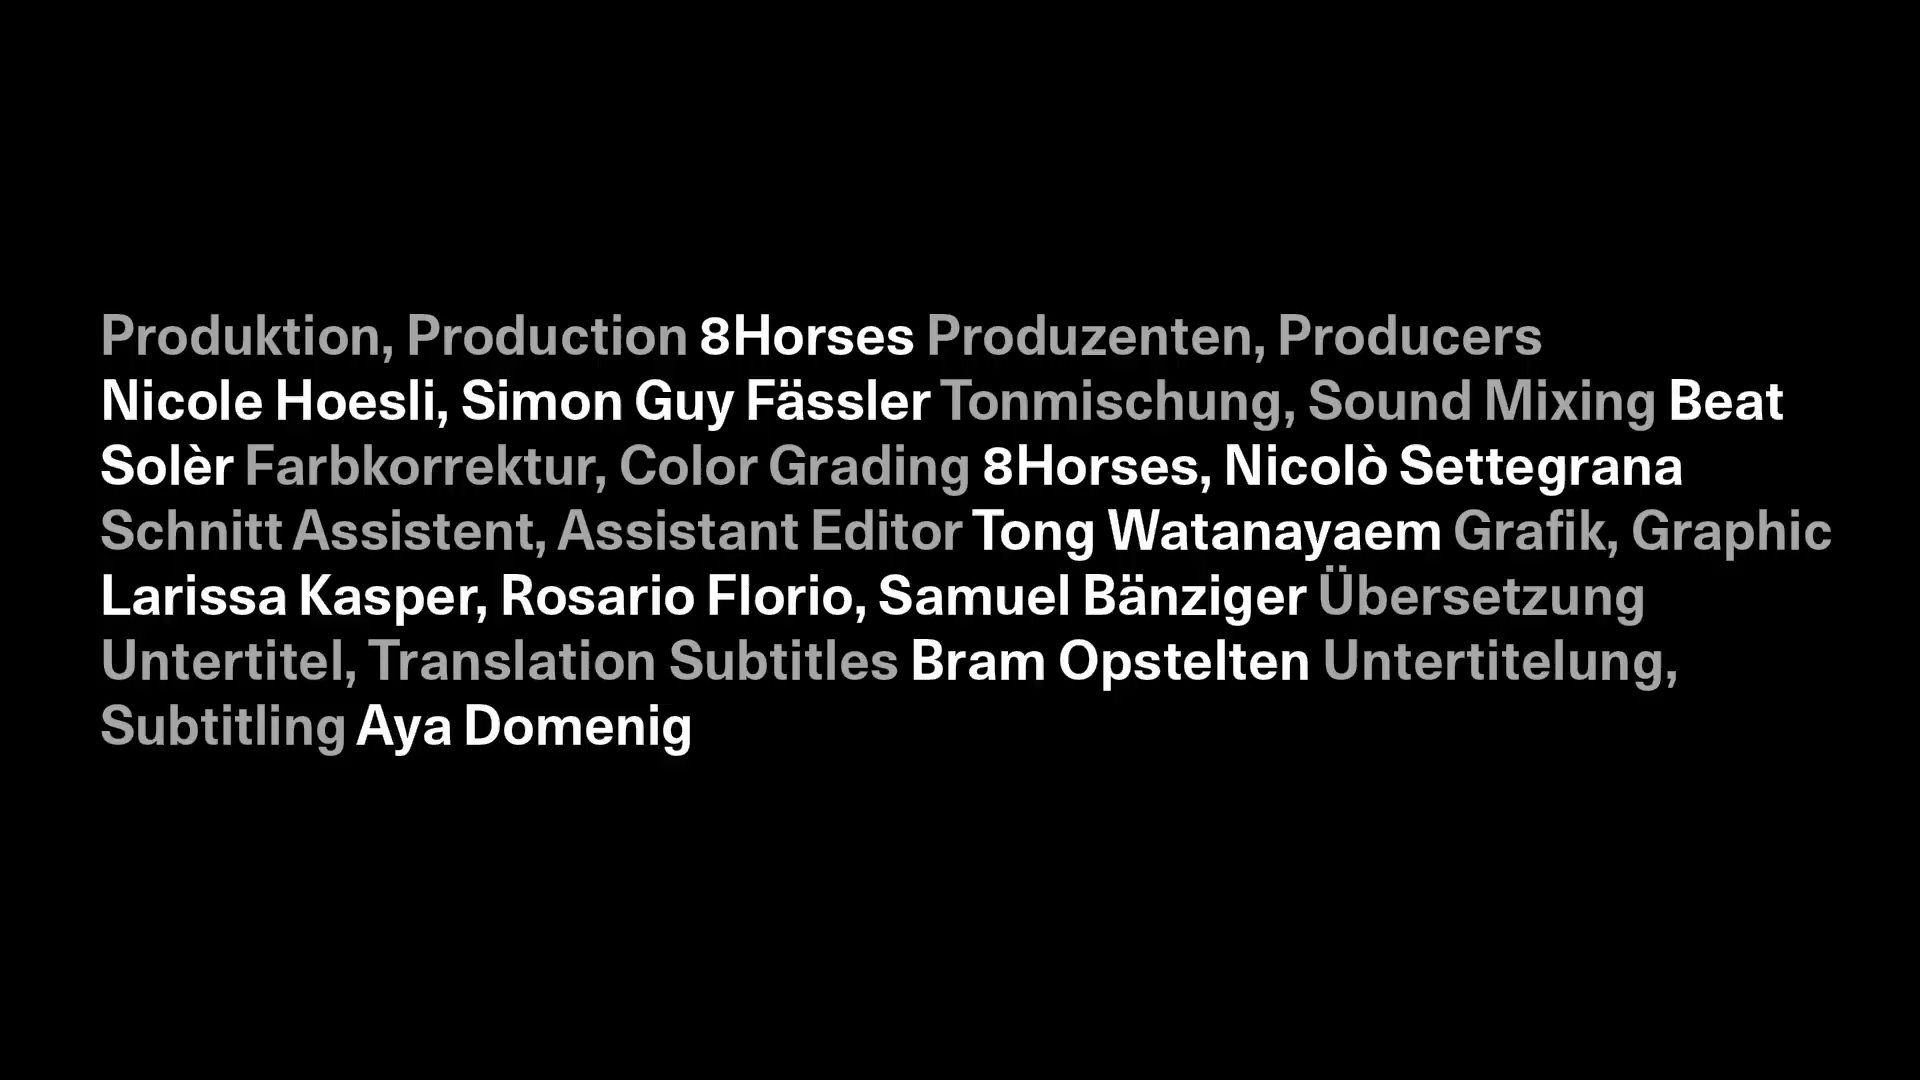 Produktion, Production 8Horses Produzenten, Producers
Nicole Hoesli, Simon Guy Fässler Tonmischung, Sound Mixing Beat
Solèr Farbkorrektur, Color Grading 8Horses, Nicolò Settegrana
Schnitt Assistent, Assistant Editor Tong Watanayaem Grafik, Graphic
Larissa Kasper, Rosario Florio, Samuel Bänziger Übersetzung
Untertitel, Translation Subtitles Bram Opstelten Untertitelung,
Subtitling Aya Domenig